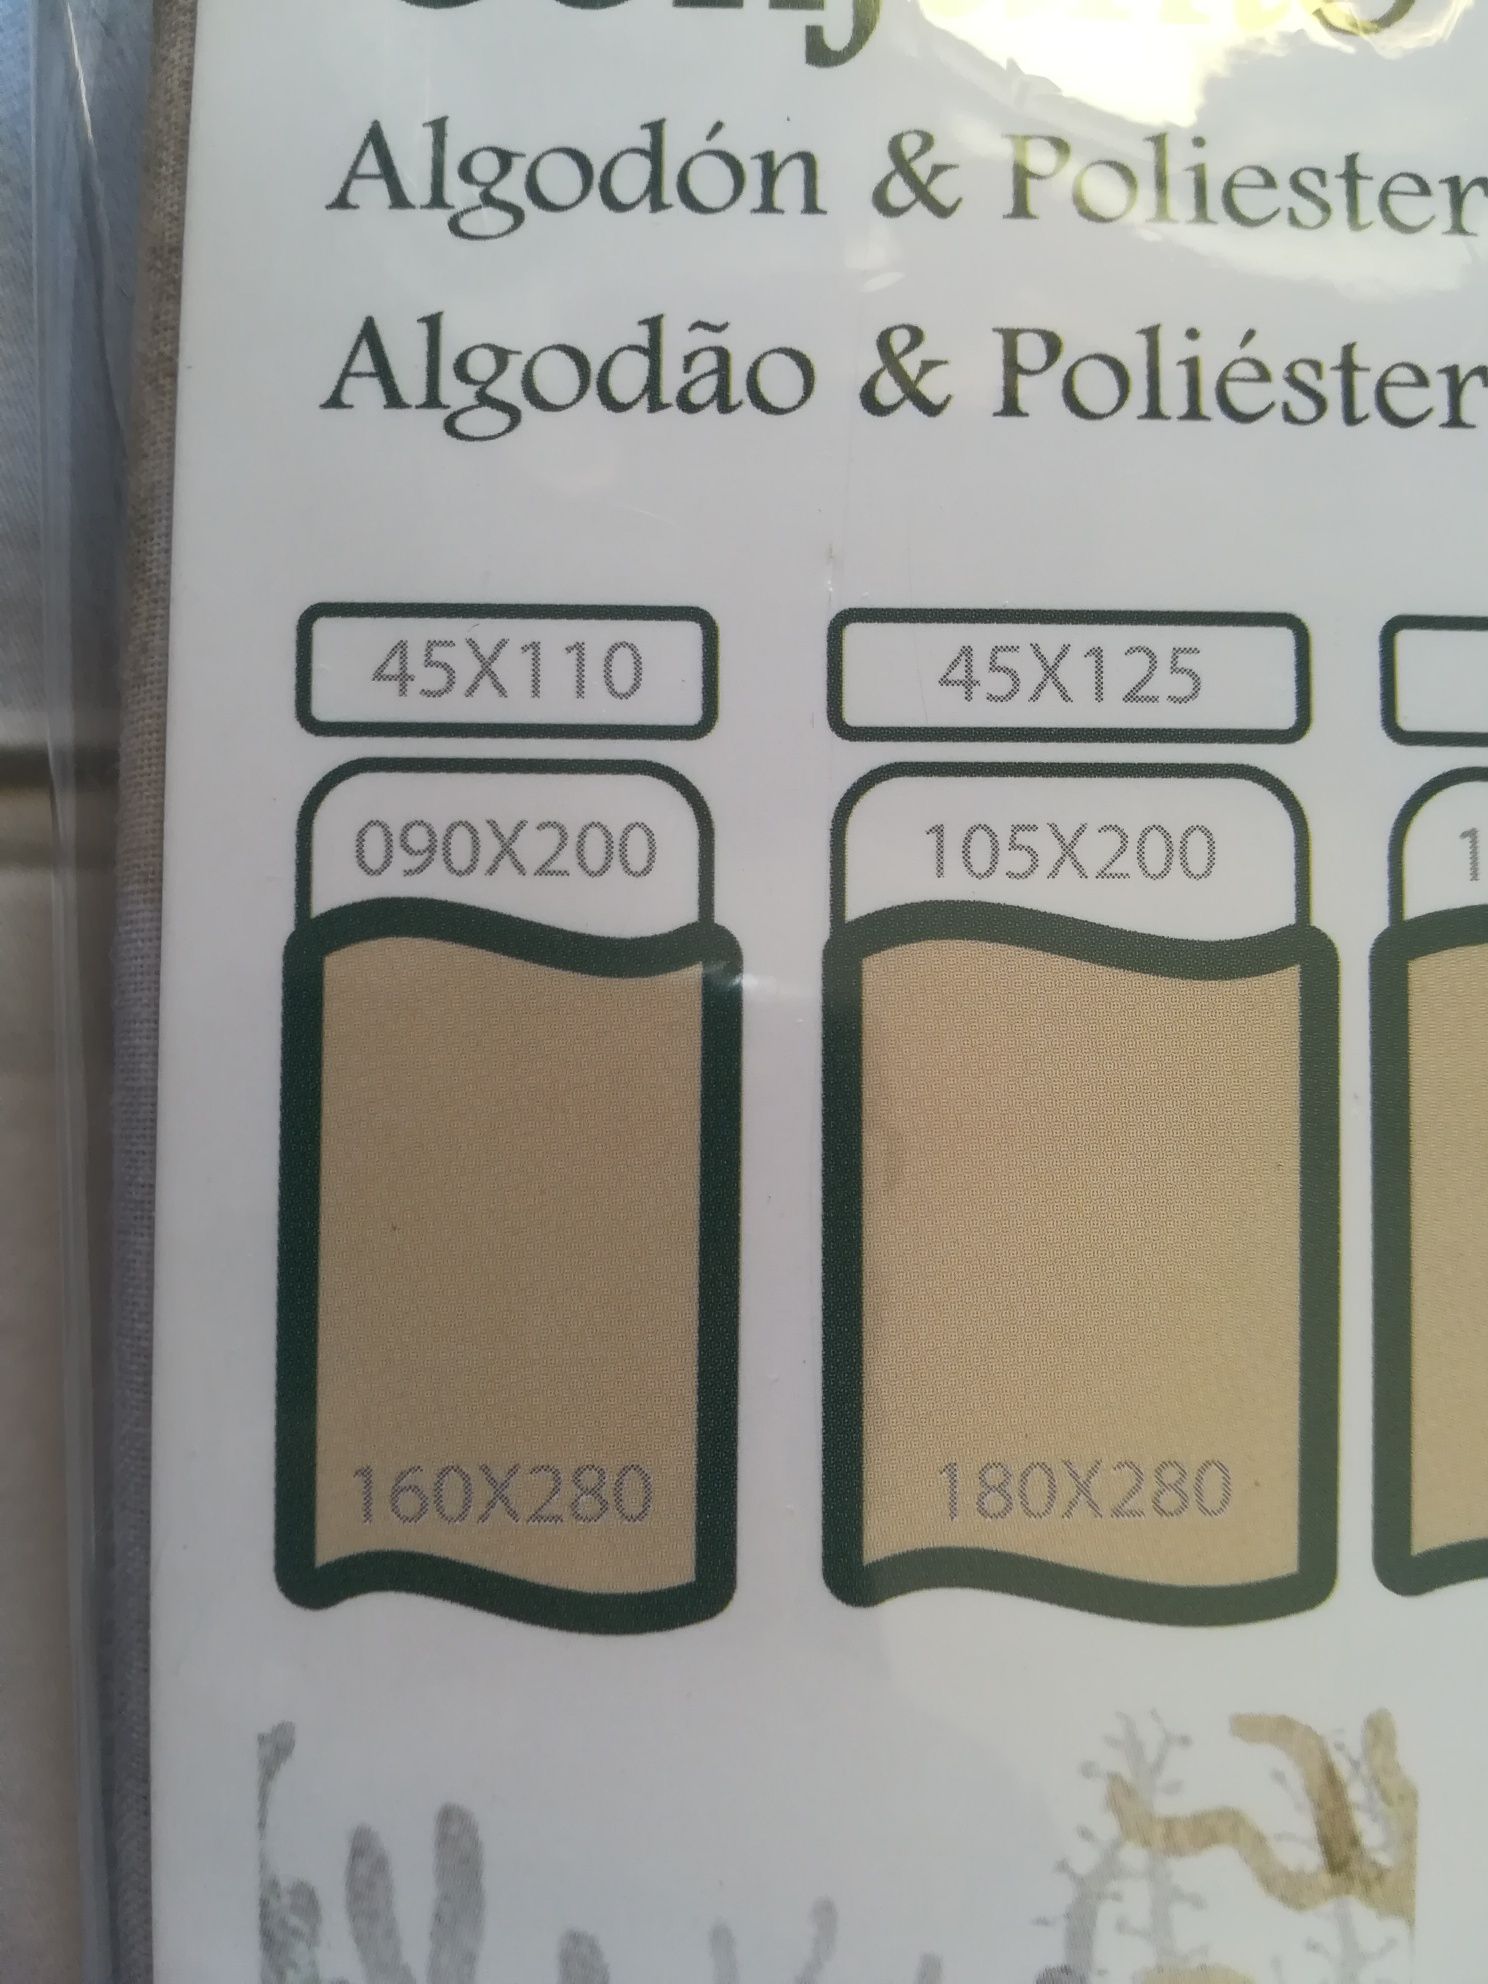 Algodón & Poliester
Algodão & Poliéster
45X110 45X125
090X200 105X200
160X280 180X280